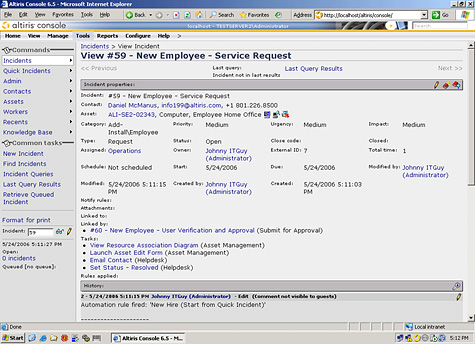 Altiris Console 6.5 - Microsoft Internet Explorer
File Edit View Favorites Tools Help Back Search Favorites Address http://localhost/altiris/console/
altiris console localhost - TESTSERVER2\Administrator
Home View Manage Tools Reports Configure Help
Commands
Incidents
Quick Incidents
Admin
Contacts
Assets
Workers
Recents
Knowledge Base
Common tasks
New Incident
Find Incidents
Incident Queries
Last Query Results
Retrieve Queued Incident
Format for print
Incident: 59 go!
5/24/2006 5:11:27 PM
Open:
0 incidents
Queued [no queue]:
Incidents > View Incident
View #59 - New Employee - Service Request
<< Previous Last query: Last Query Results Next >>
Incident not in last results
Incident properties:
Incident: #59 - New Employee - Service Request
Contact: Daniel McManus, info199@altiris.com, +1 801.226.8500
Asset: ALI-SE2-02343, Computer, Employee Home Office
Category: Add-Install\Employee Priority: Medium Urgency: Medium Impact: Medium
Type: Request Status: Open Close code: Closed:
Assigned: Operations Owner: Johnny ITGuy (Administrator) External ID: 7 Total time: 1
Schedule: Not scheduled Start: 5/24/2006 Due: 5/24/2006 Modified by: Johnny ITGuy (Administrator)
Modified: 5/24/2006 5:11:15 PM Created by: Johnny ITGuy (Administrator) Created: 5/24/2006 5:11:03 PM
Notify rules:
Attachments:
Linked to:
Linked by:
• #60 - New Employee - User Verification and Approval (Submit for Approval)
Tasks:
• View Resource Association Diagram (Asset Management)
• Launch Asset Edit Form (Asset Management)
• Email Contact (Helpdesk)
• Set Status - Resolved (Helpdesk)
Rules applied:
History:
2 - 5/24/2006 5:11:15 PM Johnny ITGuy (Administrator) - Edit (Comment not visible to guests)
Automation rule fired: 'New Hire (Start from Quick Incident)'
--------------------
Done Local intranet
Start Altiris Console 6.5 - M... 5:12 PM